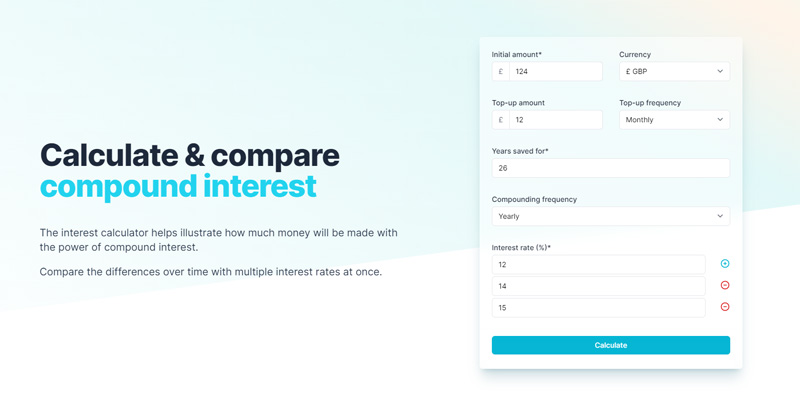 Calculate & compare
compound interest
The interest calculator helps illustrate how much money will be made with
the power of compound interest.
Compare the differences over time with multiple interest rates at once.
Initial amount*
Currency
£ 124
£ GBP
Top-up amount
Top-up frequency
£ 12
Monthly
Years saved for*
26
Compounding frequency
Yearly
Interest rate (%)*
12
14
15
Calculate